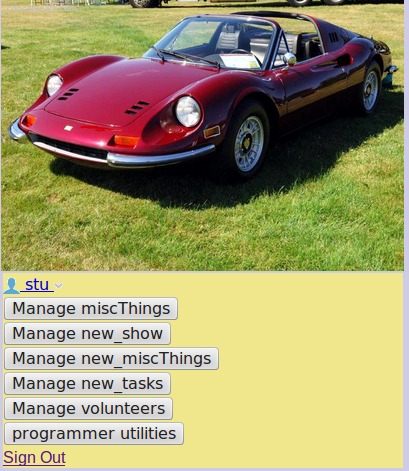 stu
Manage miscThings
Manage new_show
Manage new_miscThings
Manage new_tasks
Manage volunteers
programmer utilities
Sign Out